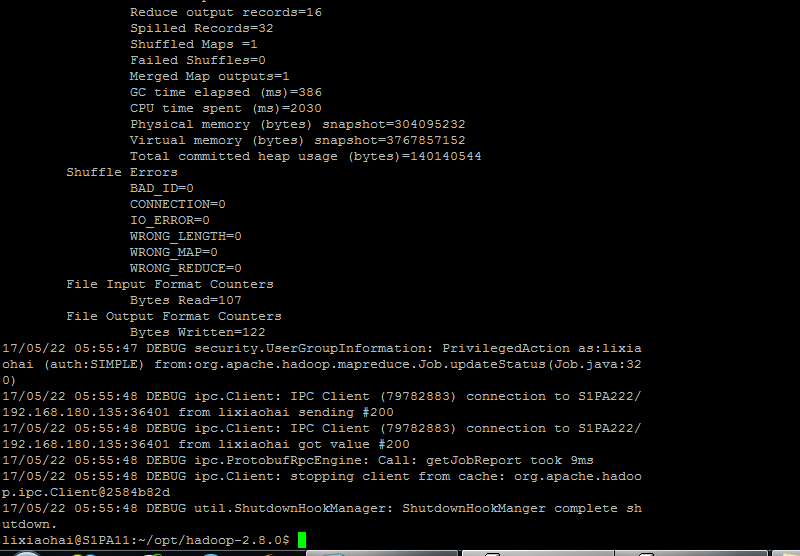 Reduce output records=16
Spilled Records=32
Shuffled Maps =1
Failed Shuffles=0
Merged Map outputs=1
GC time elapsed (ms)=386
CPU time spent (ms)=2030
Physical memory (bytes) snapshot=304095232
Virtual memory (bytes) snapshot=3767857152
Total committed heap usage (bytes)=140140544
Shuffle Errors
BAD_ID=0
CONNECTION=0
IO_ERROR=0
WRONG_LENGTH=0
WRONG_MAP=0
WRONG_REDUCE=0
File Input Format Counters
Bytes Read=107
File Output Format Counters
Bytes Written=122
17/05/22 05:55:47 DEBUG security.UserGroupInformation: PrivilegedAction as:lixia
ohai (auth:SIMPLE) from:org.apache.hadoop.mapreduce.Job.updateStatus(Job.java:32
0)
17/05/22 05:55:48 DEBUG ipc.Client: IPC Client (79782883) connection to S1PA222/
192.168.180.135:36401 from lixiaohai sending #200
17/05/22 05:55:48 DEBUG ipc.Client: IPC Client (79782883) connection to S1PA222/
192.168.180.135:36401 from lixiaohai got value #200
17/05/22 05:55:48 DEBUG ipc.ProtobufRpcEngine: Call: getJobReport took 9ms
17/05/22 05:55:48 DEBUG ipc.Client: stopping client from cache: org.apache.hadoo
p.ipc.Client@2584b82d
17/05/22 05:55:48 DEBUG util.ShutdownHookManager: ShutdownHookManger complete sh
utdown.
lixiaohai@S1PA11:~/opt/hadoop-2.8.0$